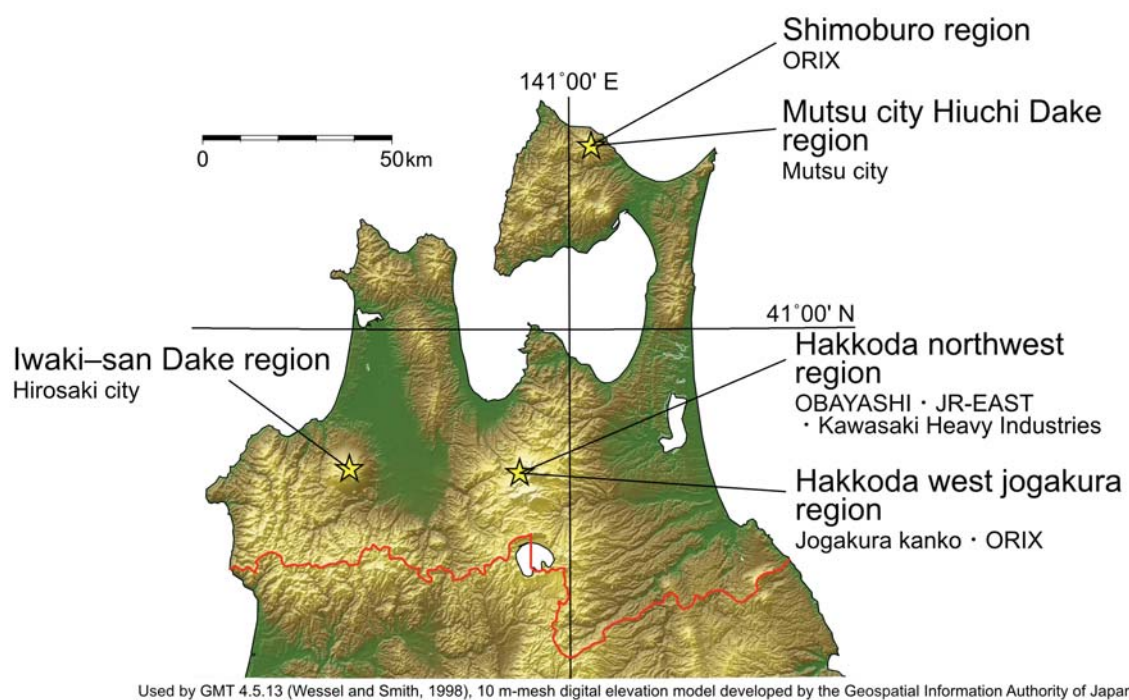 Shimoburo region
ORIX
141°00' E
Mutsu city Hiuchi Dake
region
Mutsu city
0
50km
41°00' N
Iwaki–san Dake region
Hirosaki city
Hakkoda northwest
region
OBAYASHI・JR-EAST
・Kawasaki Heavy Industries
Hakkoda west jogakura
region
Jogakura kanko・ORIX
Used by GMT 4.5.13 (Wessel and Smith, 1998), 10 m-mesh digital elevation model developed by the Geospatial Information Authority of Japan